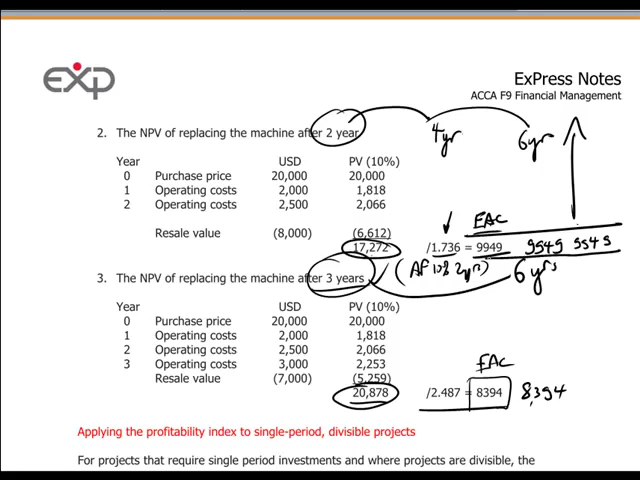 exp
ExPress Notes
ACCA F9 Financial Management
2. The NPV of replacing the machine after 2 year
4yr 6yrs
Year USD PV (10%)
0 Purchase price 20,000 20,000
1 Operating costs 2,000 1,818
2 Operating costs 2,500 2,066
EAC
Resale value (8,000) (6,612)
17,272 /1.736 = 9949 9949 9949
(AF 10% 2yrs) 6yrs
3. The NPV of replacing the machine after 3 years
Year USD PV (10%)
0 Purchase price 20,000 20,000
1 Operating costs 2,000 1,818
2 Operating costs 2,500 2,066
3 Operating costs 3,000 2,253
EAC
Resale value (7,000) (5,259)
20,878 /2.487 = 8394 8394
Applying the profitability index to single-period, divisible projects
For projects that require single period investments and where projects are divisible, the